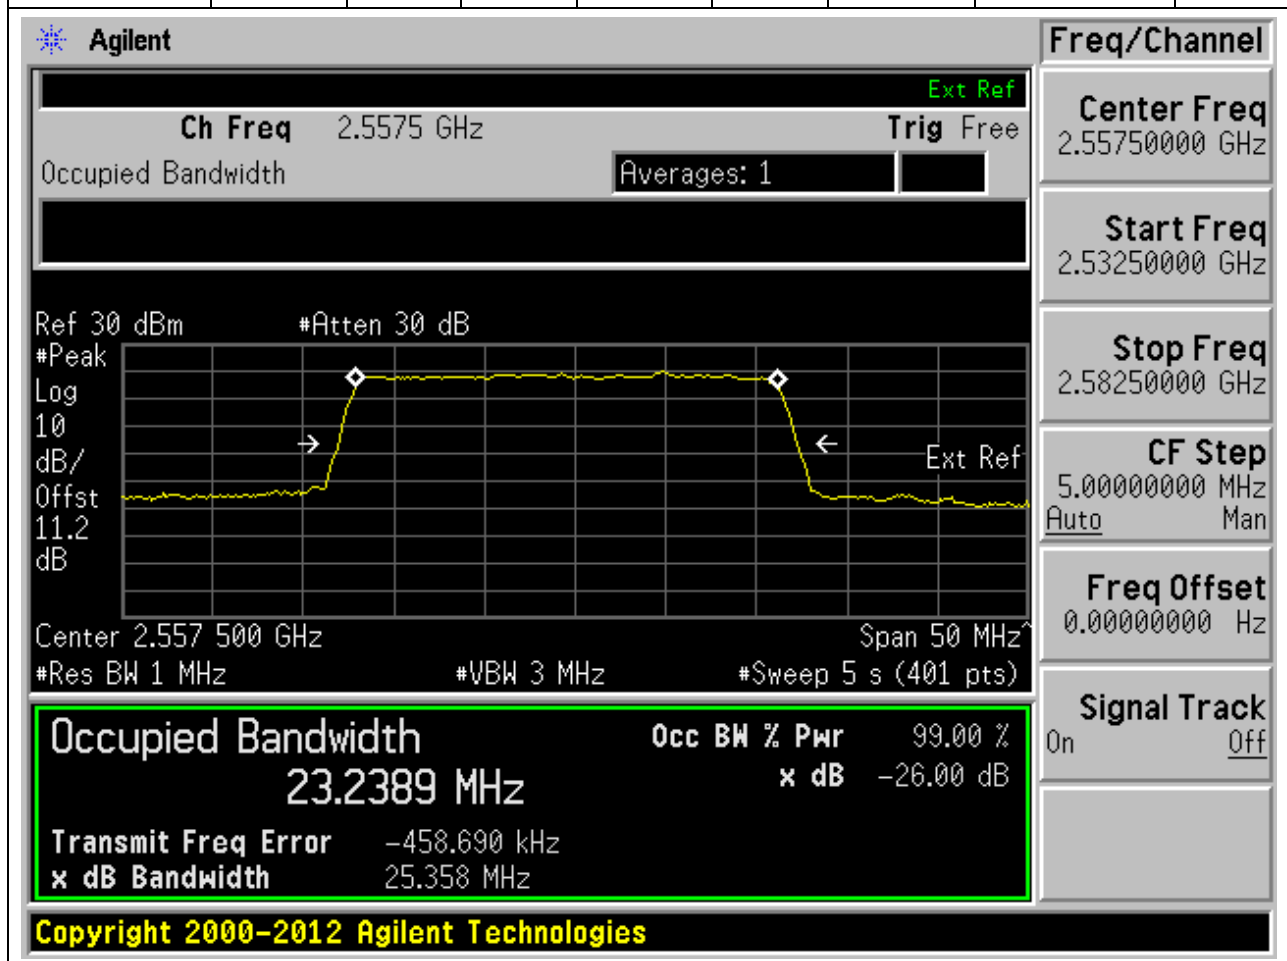 Agilent
Freq/Channel
Ext Ref
Ch Freq 2.5575 GHz Trig Free
Occupied Bandwidth Averages: 1
Ref 30 dBm #Atten 30 dB
#Peak
Log
10
dB/
Offst
11.2
dB
Ext Ref
Center 2.557 500 GHz Span 50 MHz^
#Res BW 1 MHz #VBW 3 MHz #Sweep 5 s (401 pts)
Occupied Bandwidth Occ BW % Pwr 99.00 %
23.2389 MHz x dB -26.00 dB
Transmit Freq Error -458.690 kHz
x dB Bandwidth 25.358 MHz
Copyright 2000-2012 Agilent Technologies
Center Freq
2.55750000 GHz
Start Freq
2.53250000 GHz
Stop Freq
2.58250000 GHz
CF Step
5.00000000 MHz
Auto Man
Freq Offset
0.00000000 Hz
Signal Track
On Off